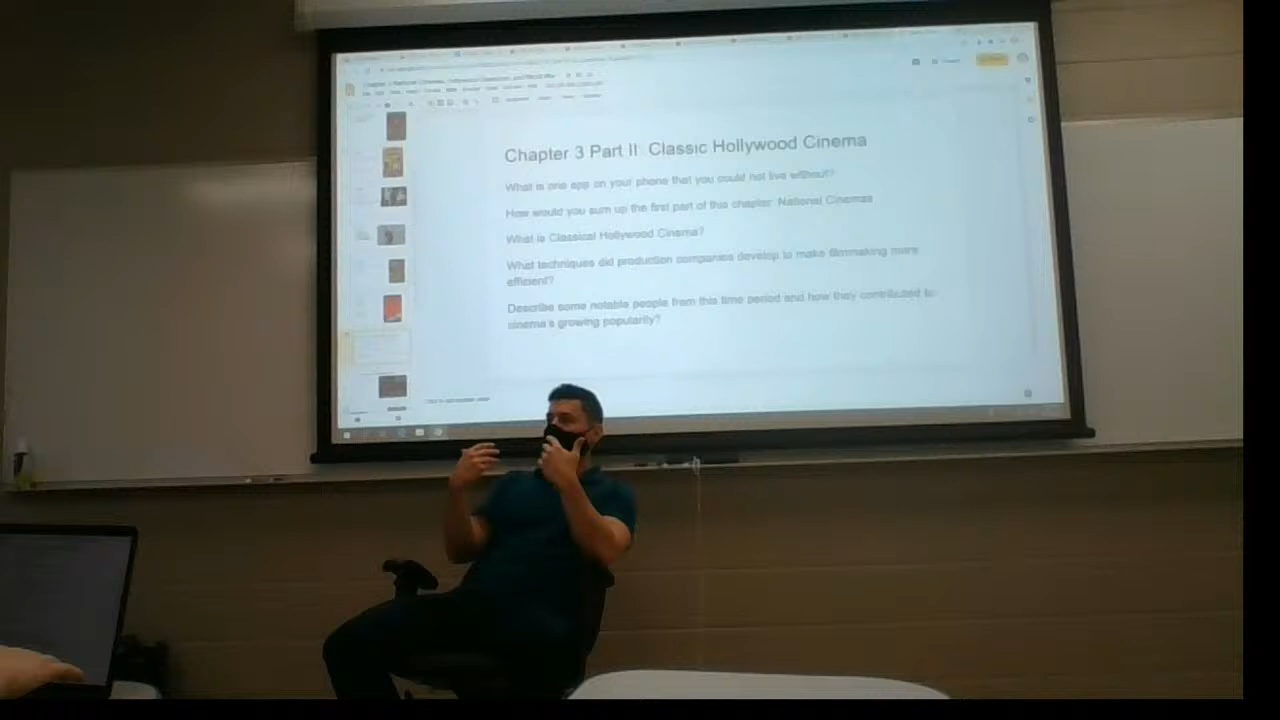 Chapter 3 Part II: Classic Hollywood Cinema
What is one app on your phone that you could not live without?
How would you sum up the first part of this chapter: National Cinemas
What is Classical Hollywood Cinema?
What techniques did production companies develop to make filmmaking more
efficient?
Describe some notable people from this time period and how they contributed to
cinema's growing popularity?